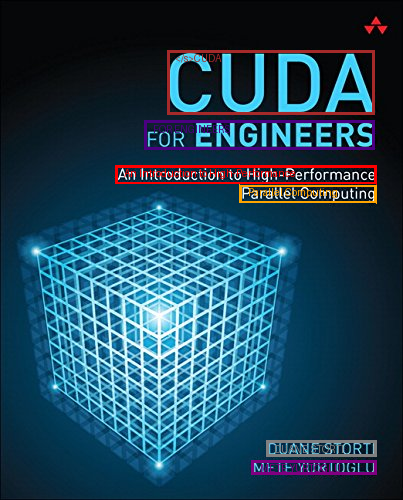 CUDA
FOR ENGINEERS
An Introduction to High-Performance
Parallel Computing
DUANE STORTI
METE YURTOGLU